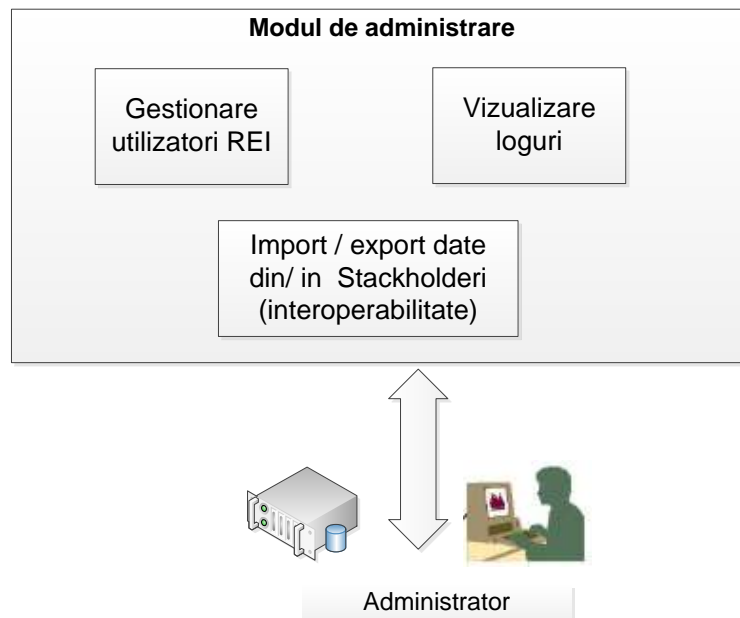 Modul de administrare
Gestionare
utilizatori REI
Vizualizare
loguri
Import / export date
din/ in Stackholderi
(interoperabilitate)
Administrator